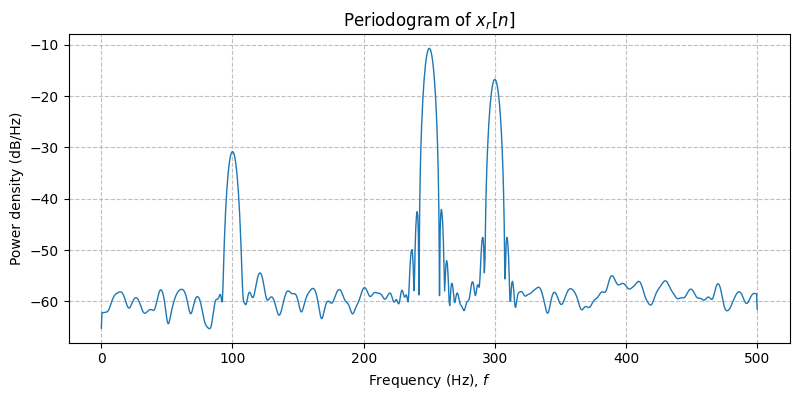 Periodogram of xᵣ[n]
Power density (dB/Hz)
−10
−20
−30
−40
−50
−60
0 100 200 300 400 500
Frequency (Hz), f